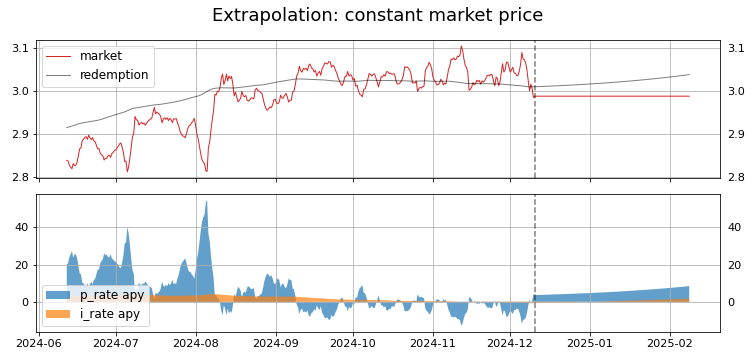 Extrapolation: constant market price
3.1 3.1
market
redemption
3.0 3.0
2.9 2.9
2.8 2.8
40 40
20 20
p_rate apy
0 0
i_rate apy
2024-06 2024-07 2024-08 2024-09 2024-10 2024-11 2024-12 2025-01 2025-02